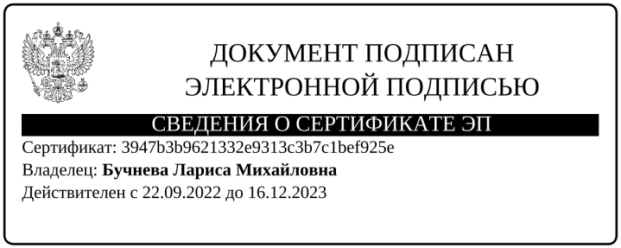 ДОКУМЕНТ ПОДПИСАН
ЭЛЕКТРОННОЙ ПОДПИСЬЮ
СВЕДЕНИЯ О СЕРТИФИКАТЕ ЭП
Сертификат: 3947b3b9621332e9313c3b7c1bef925e
Владелец: Бучнева Лариса Михайловна
Действителен с 22.09.2022 до 16.12.2023